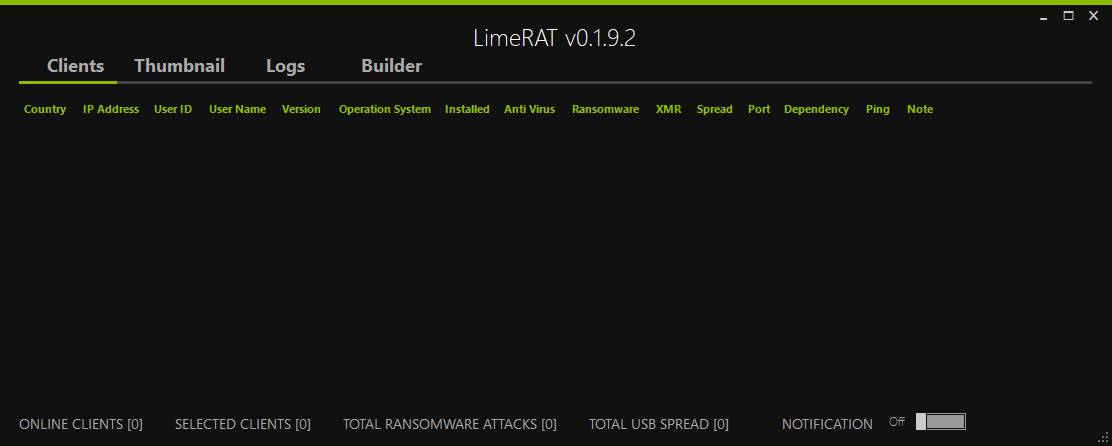 LimeRAT v0.1.9.2
Clients Thumbnail Logs Builder
Country IP Address User ID User Name Version Operation System Installed Anti Virus Ransomware XMR Spread Port Dependency Ping Note
ONLINE CLIENTS [0] SELECTED CLIENTS [0] TOTAL RANSOMWARE ATTACKS [0] TOTAL USB SPREAD [0] NOTIFICATION Off